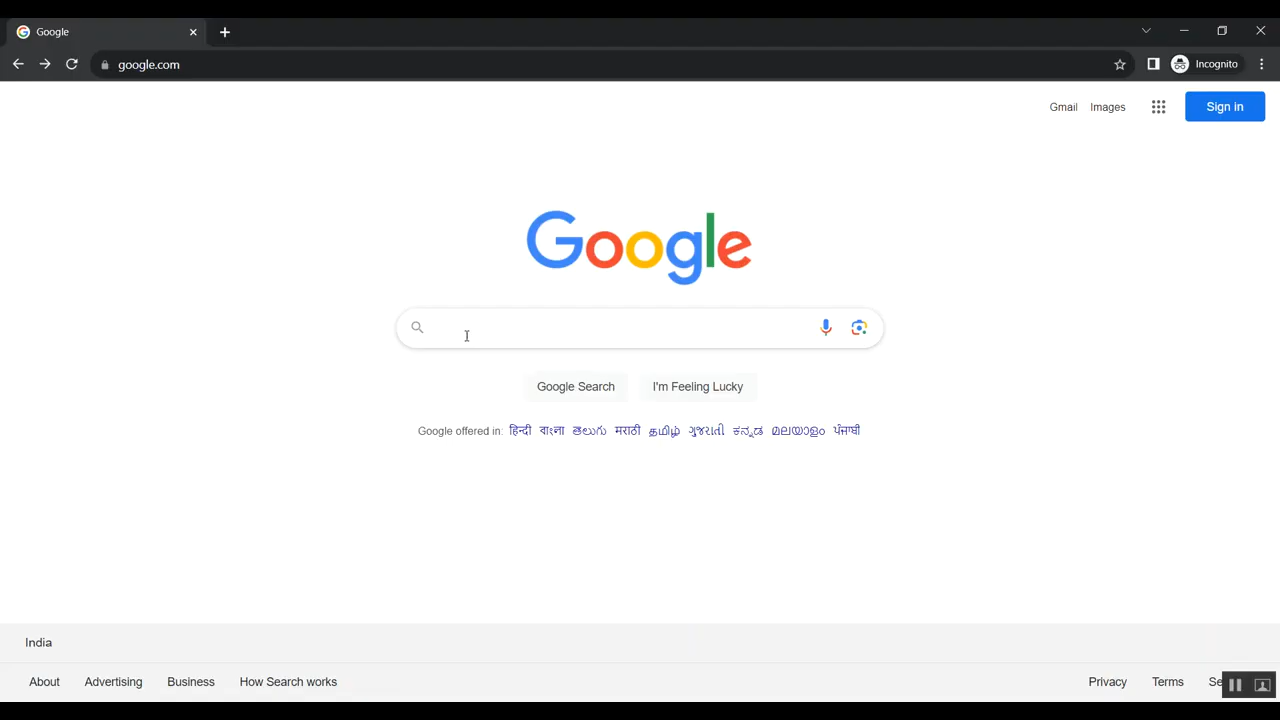 Google
google.com
Incognito
Gmail Images Sign in
Google
Google Search I'm Feeling Lucky
Google offered in: हिन्दी বাংলা తెలుగు मराठी தமிழ் ગુજરાતી ಕನ್ನಡ മലയാളം ਪੰਜਾਬੀ
India
About Advertising Business How Search works Privacy Terms